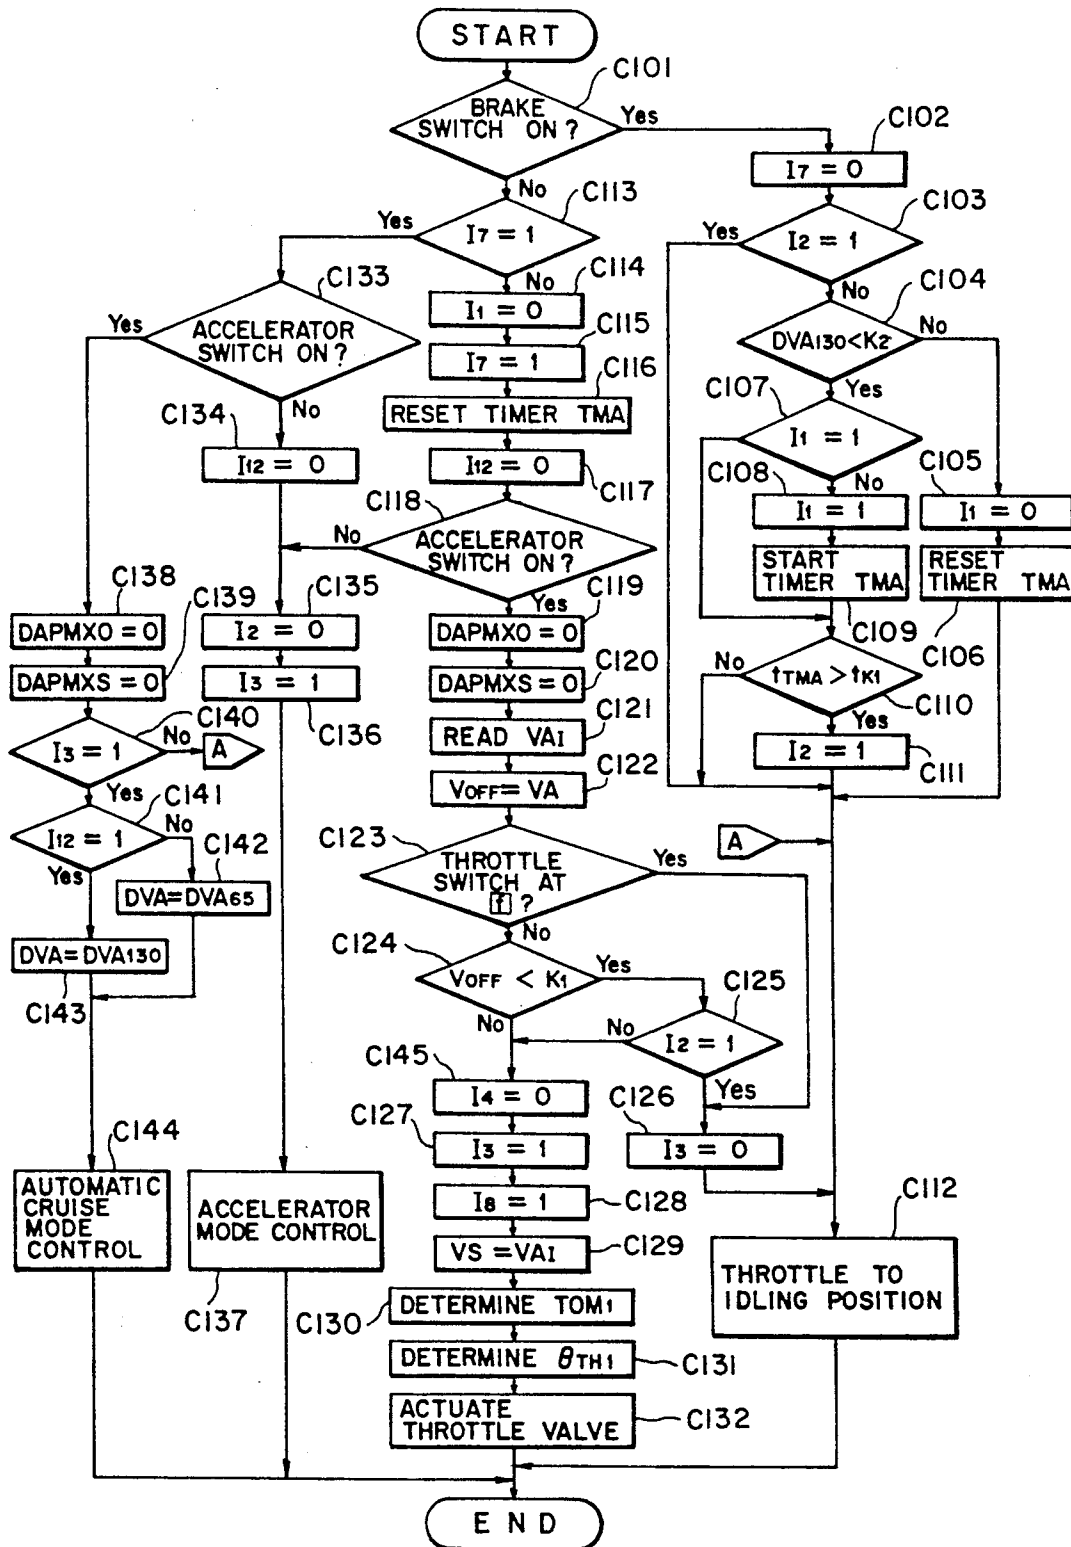 START
C101
BRAKE
SWITCH ON?
Yes
C102
I7 = 0
No
C113
Yes
I7 = 1
C103
Yes
I2 = 1
No
C114
I1 = 0
No
C104
C133
Yes
ACCELERATOR
SWITCH ON?
C115
I7 = 1
DVA130<K2
No
C116
RESET TIMER TMA
C107
Yes
No
C134
I12 = 0
I12 = 0
C117
I1 = 1
C108
No
C105
C118
No
ACCELERATOR
SWITCH ON?
I1 = 1
I1 = 0
START
TIMER TMA
RESET
TIMER TMA
C138
C139
C135
Yes
C119
DAPMXO = 0
I2 = 0
DAPMXO = 0
C109
C106
DAPMXS = 0
I3 = 1
DAPMXS = 0
C120
No
tTMA > tK1
C140
C136
C121
Yes
C110
I3 = 1
No
A
READ VAI
I2 = 1
C111
Yes
C141
C122
VOFF = VA
I12 = 1
No
C142
C123
A
Yes
THROTTLE
SWITCH AT
f ?
Yes
DVA=DVA65
No
DVA=DVA130
C124
VOFF < K1
Yes
C125
C143
No
No
I2 = 1
C145
I4 = 0
Yes
C126
C127
I3 = 1
I3 = 0
C144
AUTOMATIC
CRUISE
MODE
CONTROL
ACCELERATOR
MODE CONTROL
I8 = 1
C128
C112
VS = VAI
C129
THROTTLE TO
IDLING POSITION
C137
C130
DETERMINE TOM1
DETERMINE θTH1
C131
ACTUATE
THROTTLE VALVE
C132
END